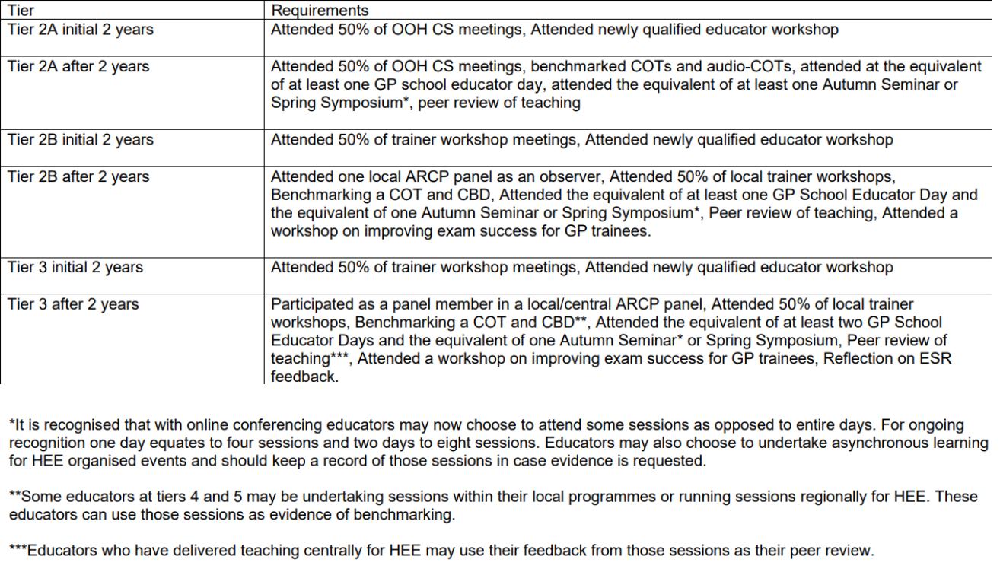 Tier Requirements
Tier 2A initial 2 years Attended 50% of OOH CS meetings, Attended newly qualified educator workshop
Tier 2A after 2 years Attended 50% of OOH CS meetings, benchmarked COTs and audio-COTs, attended at the equivalent
of at least one GP school educator day, attended the equivalent of at least one Autumn Seminar or
Spring Symposium*, peer review of teaching
Tier 2B initial 2 years Attended 50% of trainer workshop meetings, Attended newly qualified educator workshop
Tier 2B after 2 years Attended one local ARCP panel as an observer, Attended 50% of local trainer workshops,
Benchmarking a COT and CBD, Attended the equivalent of at least one GP School Educator Day and
the equivalent of one Autumn Seminar or Spring Symposium*, Peer review of teaching, Attended a
workshop on improving exam success for GP trainees.
Tier 3 initial 2 years Attended 50% of trainer workshop meetings, Attended newly qualified educator workshop
Tier 3 after 2 years Participated as a panel member in a local/central ARCP panel, Attended 50% of local trainer
workshops, Benchmarking a COT and CBD**, Attended the equivalent of at least two GP School
Educator Days and the equivalent of one Autumn Seminar* or Spring Symposium, Peer review of
teaching***, Attended a workshop on improving exam success for GP trainees, Reflection on ESR
feedback.
*It is recognised that with online conferencing educators may now choose to attend some sessions as opposed to entire days. For ongoing
recognition one day equates to four sessions and two days to eight sessions. Educators may also choose to undertake asynchronous learning
for HEE organised events and should keep a record of those sessions in case evidence is requested.
**Some educators at tiers 4 and 5 may be undertaking sessions within their local programmes or running sessions regionally for HEE. These
educators can use those sessions as evidence of benchmarking.
***Educators who have delivered teaching centrally for HEE may use their feedback from those sessions as their peer review.